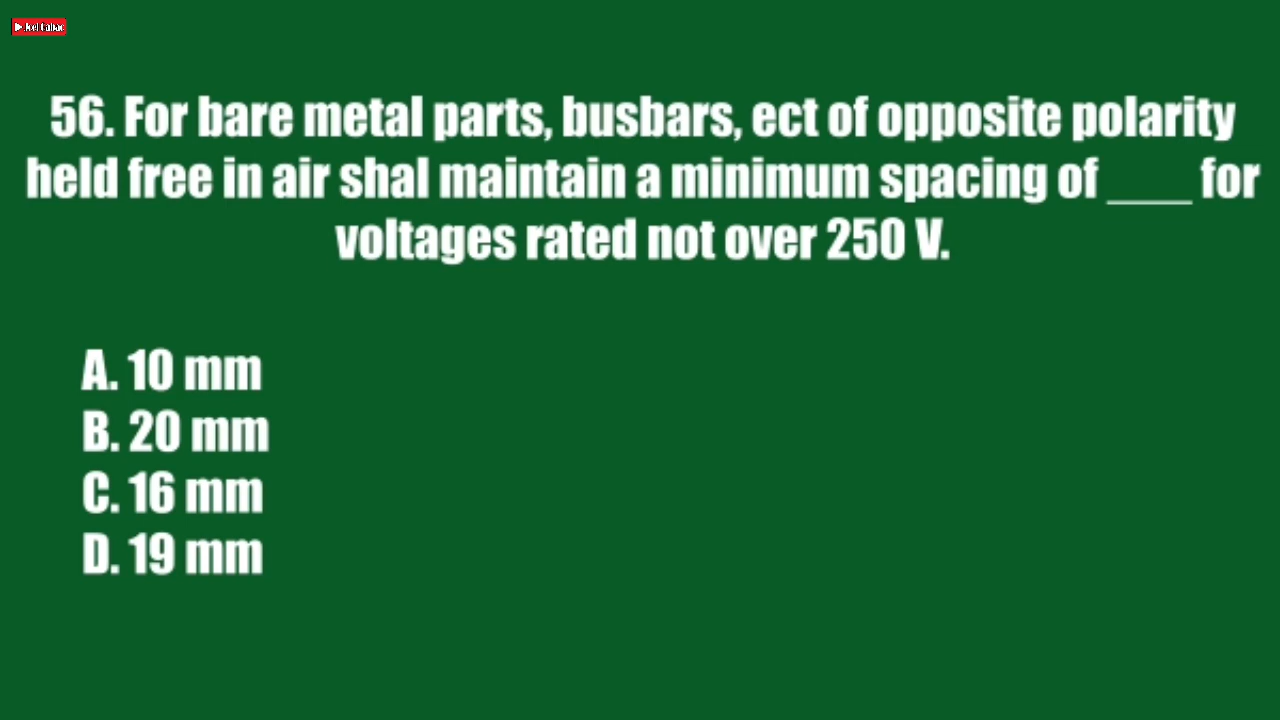 56. For bare metal parts, busbars, ect of opposite polarity
held free in air shal maintain a minimum spacing of ____ for
voltages rated not over 250 V.
A. 10 mm
B. 20 mm
C. 16 mm
D. 19 mm